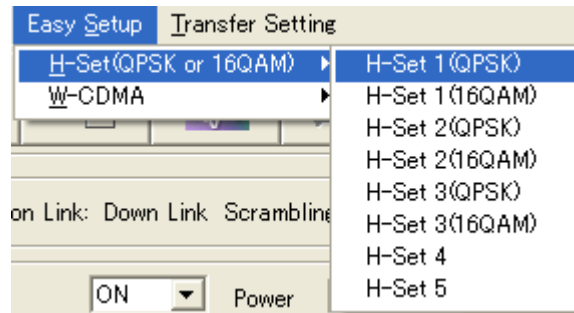 Easy Setup Transfer Setting
H-Set(QPSK or 16QAM) H-Set 1(QPSK)
W-CDMA H-Set 1(16QAM)
H-Set 2(QPSK)
H-Set 2(16QAM)
H-Set 3(QPSK)
on Link: Down Link Scrambling H-Set 3(16QAM)
H-Set 4
ON Power H-Set 5